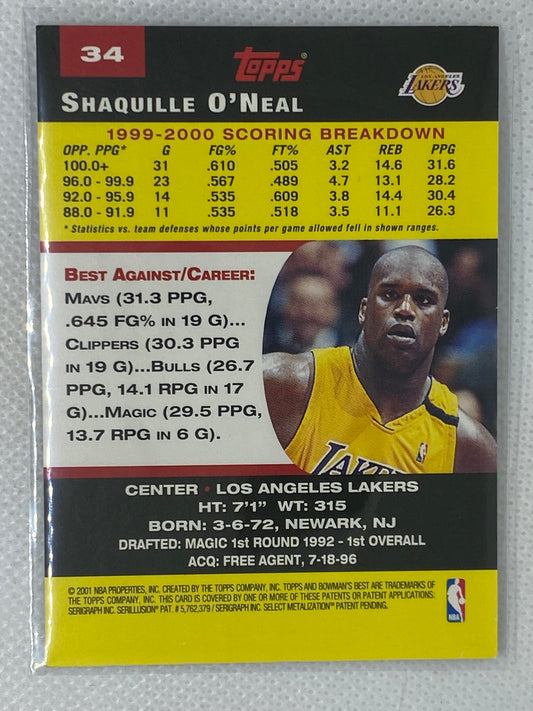 34
TOPPS
LOS ANGELES
LAKERS
SHAQUILLE O'NEAL
1999-2000 SCORING BREAKDOWN
OPP. PPG* G FG% FT% AST REB PPG
100.0+ 31 .610 .505 3.2 14.6 31.6
96.0 - 99.9 23 .567 .489 4.7 13.1 28.2
92.0 - 95.9 14 .535 .609 3.8 14.4 30.4
88.0 - 91.9 11 .535 .518 3.5 11.1 26.3
* Statistics vs. team defenses whose points per game allowed fell in shown ranges.
BEST AGAINST/CAREER:
MAVS (31.3 PPG,
.645 FG% IN 19 G)...
CLIPPERS (30.3 PPG
IN 19 G)...BULLS (26.7
PPG, 14.1 RPG IN 17
G)...MAGIC (29.5 PPG,
13.7 RPG IN 6 G).
LAKE
CENTER • LOS ANGELES LAKERS
HT: 7'1" WT: 315
BORN: 3-6-72, NEWARK, NJ
DRAFTED: MAGIC 1st ROUND 1992 - 1st OVERALL
ACQ: FREE AGENT, 7-18-96
© 2001 NBA PROPERTIES, INC. CREATED BY THE TOPPS COMPANY, INC. TOPPS AND BOWMAN'S BEST ARE TRADEMARKS OF
THE TOPPS COMPANY, INC. THIS CARD IS COVERED BY ONE OR MORE OF THESE PATENTS OR PATENT APPLICATIONS:
SERIGRAPH INC. SERILLUSION® PAT. # 5,762,379 / SERIGRAPH INC. SELECT METALIZATION™ PATENT PENDING.
NBA